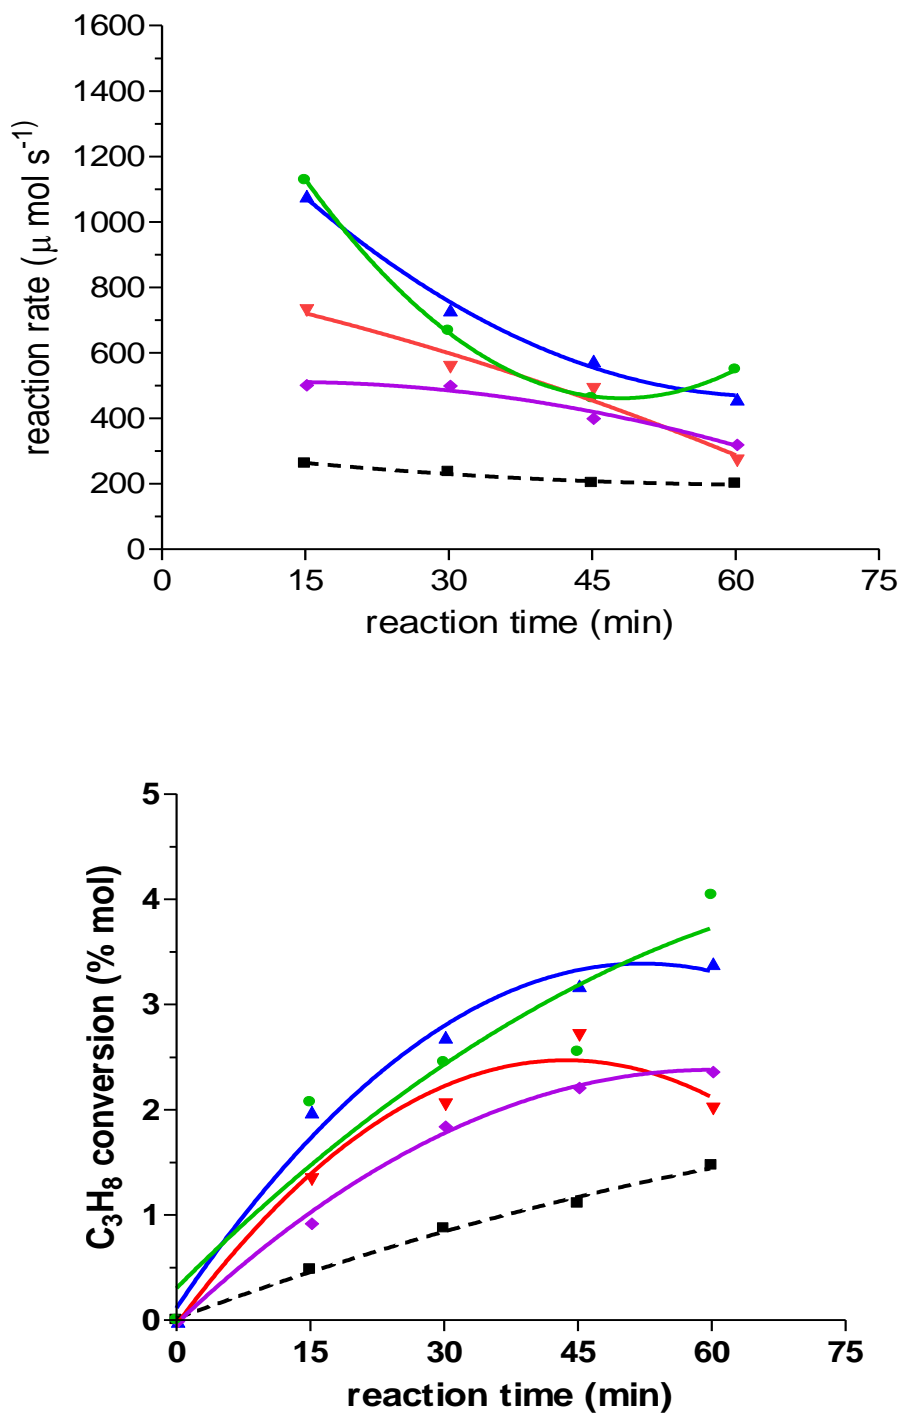 1600
1400
1200
1000
800
600
400
200
0
reaction rate (μ mol s⁻¹)
0 15 30 45 60 75
reaction time (min)
5
4
3
2
1
0
C₃H₈ conversion (% mol)
0 15 30 45 60 75
reaction time (min)